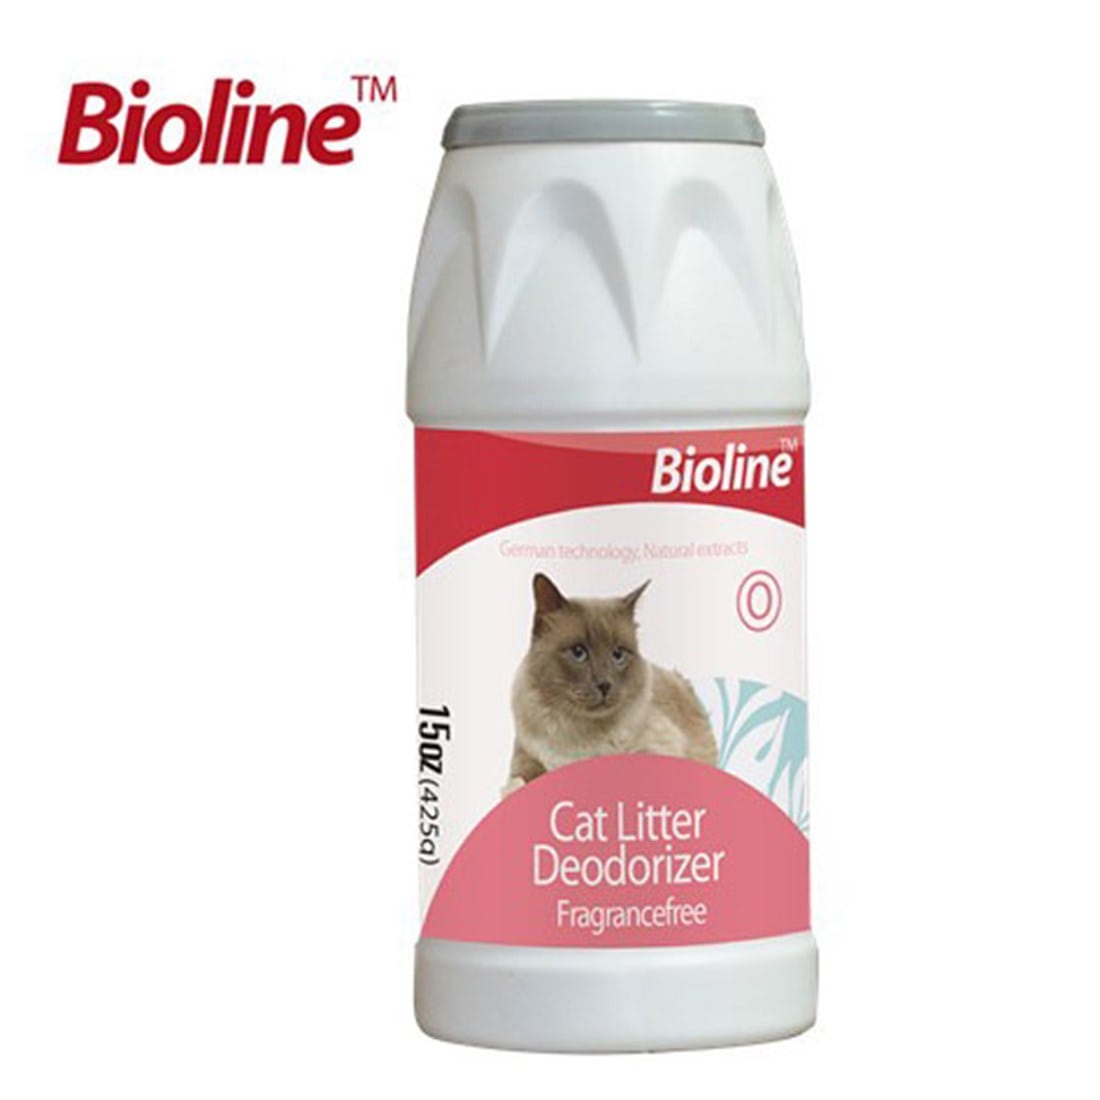 Bioline™
Bioline™
German technology, Natural extracts
O
15oz (425g)
Cat Litter
Deodorizer
Fragrancefree